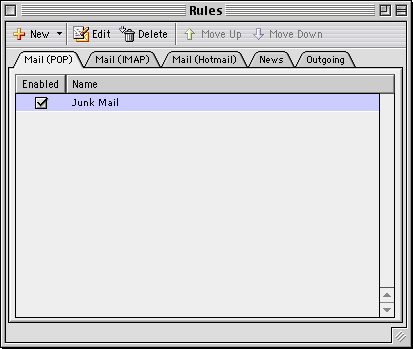 Rules
New Edit Delete Move Up Move Down
Mail (POP) Mail (IMAP) Mail (Hotmail) News Outgoing
Enabled Name
Junk Mail